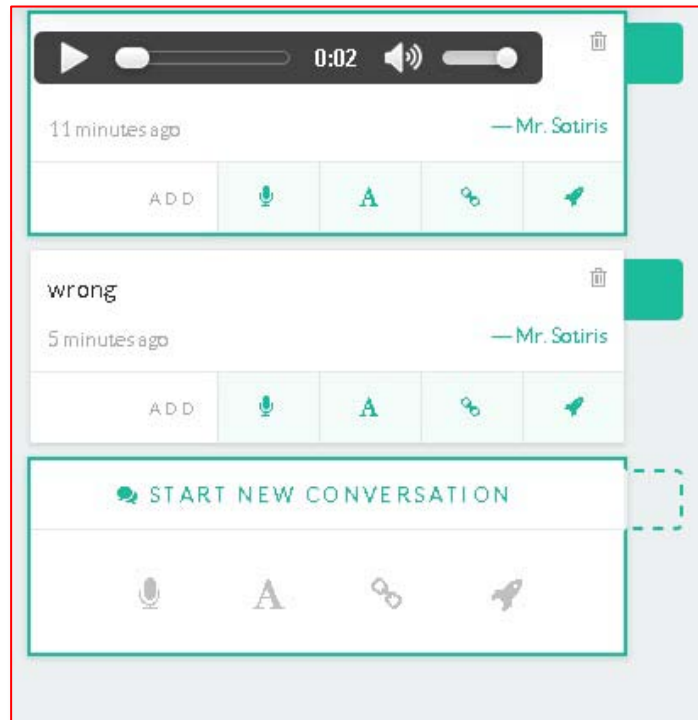 0:02
11 minutes ago
— Mr. Sotiris
ADD
wrong
5 minutes ago
— Mr. Sotiris
ADD
START NEW CONVERSATION